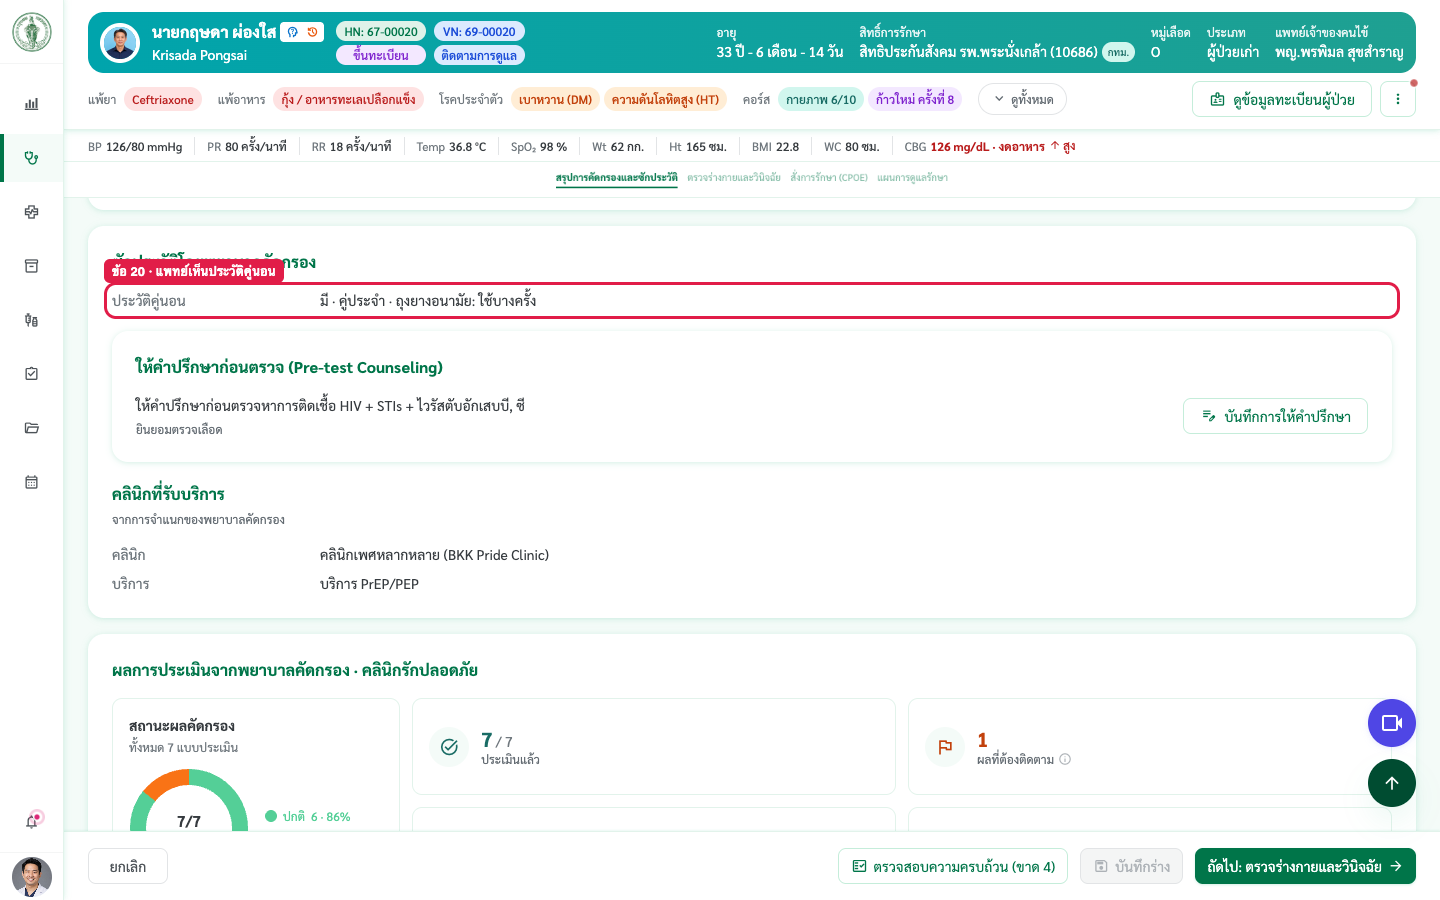 นายกฤษดา ผ่องใส
Krisada Pongsai
HN: 67-00020
VN: 69-00020
ขึ้นทะเบียน
ติดตามการดูแล
อายุ
33 ปี - 6 เดือน - 14 วัน
สิทธิ์การรักษา
สิทธิประกันสังคม รพ.พระนั่งเกล้า (10686) กทม.
หมู่เลือด
O
ประเภท
ผู้ป่วยเก่า
แพทย์เจ้าของคนไข้
พญ.พรพิมล สุขสำราญ
แพ้ยา Ceftriaxone แพ้อาหาร กุ้ง / อาหารทะเลเปลือกแข็ง โรคประจำตัว เบาหวาน (DM) ความดันโลหิตสูง (HT) คอร์ส กายภาพ 6/10 ก้าวใหม่ ครั้งที่ 8 ดูทั้งหมด
ดูข้อมูลทะเบียนผู้ป่วย
BP 126/80 mmHg PR 80 ครั้ง/นาที RR 18 ครั้ง/นาที Temp 36.8 °C SpO₂ 98 % Wt 62 กก. Ht 165 ซม. BMI 22.8 WC 80 ซม. CBG 126 mg/dL · งดอาหาร ↑ สูง
สรุปการคัดกรองและซักประวัติ ตรวจร่างกายและวินิจฉัย สั่งการรักษา (CPOE) แผนการดูแลรักษา
ข้อ 20 · แพทย์เห็นประวัติคู่นอน
ประวัติคู่นอน มี · คู่ประจำ · ถุงยางอนามัย: ใช้บางครั้ง
ให้คำปรึกษาก่อนตรวจ (Pre-test Counseling)
ให้คำปรึกษาก่อนตรวจหาการติดเชื้อ HIV + STIs + ไวรัสตับอักเสบบี, ซี
ยินยอมตรวจเลือด
บันทึกการให้คำปรึกษา
คลินิกที่รับบริการ
จากการจำแนกของพยาบาลคัดกรอง
คลินิก คลินิกเพศหลากหลาย (BKK Pride Clinic)
บริการ บริการ PrEP/PEP
ผลการประเมินจากพยาบาลคัดกรอง · คลินิกรักปลอดภัย
สถานะผลคัดกรอง
ทั้งหมด 7 แบบประเมิน
7/7
ปกติ 6 · 86%
7 / 7
ประเมินแล้ว
1
ผลที่ต้องติดตาม
ยกเลิก
ตรวจสอบความครบถ้วน (ขาด 4)
บันทึกร่าง
ถัดไป: ตรวจร่างกายและวินิจฉัย →